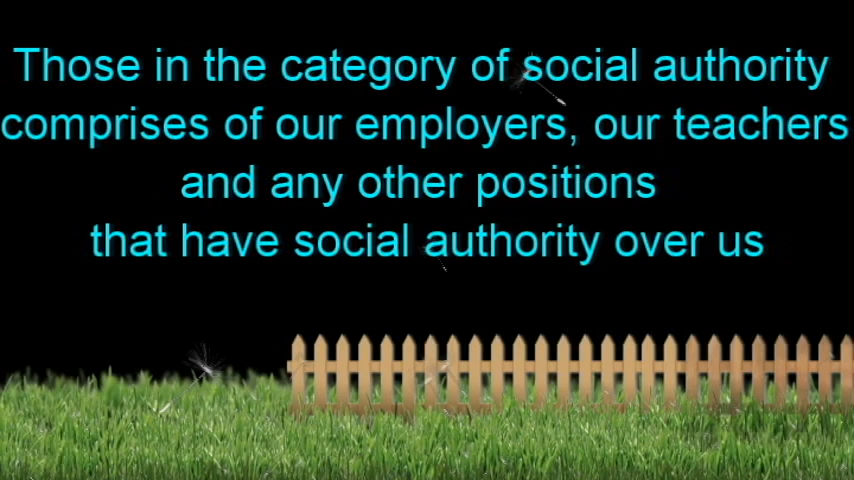 Those in the category of social authority
comprises of our employers, our teachers
and any other positions
that have social authority over us